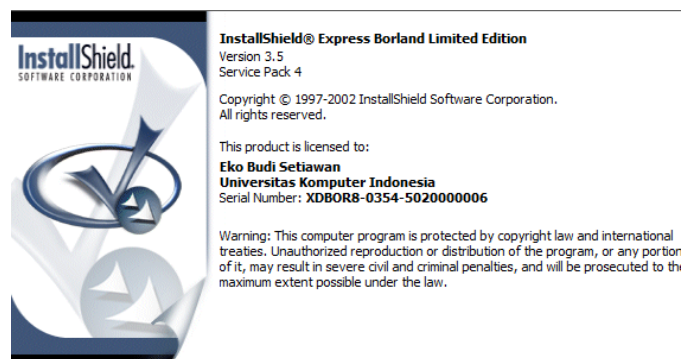 InstallShield.
SOFTWARE CORPORATION
InstallShield® Express Borland Limited Edition
Version 3.5
Service Pack 4
Copyright © 1997-2002 InstallShield Software Corporation.
All rights reserved.
This product is licensed to:
Eko Budi Setiawan
Universitas Komputer Indonesia
Serial Number: XDBOR8-0354-5020000006
Warning: This computer program is protected by copyright law and international
treaties. Unauthorized reproduction or distribution of the program, or any portion
of it, may result in severe civil and criminal penalties, and will be prosecuted to the
maximum extent possible under the law.